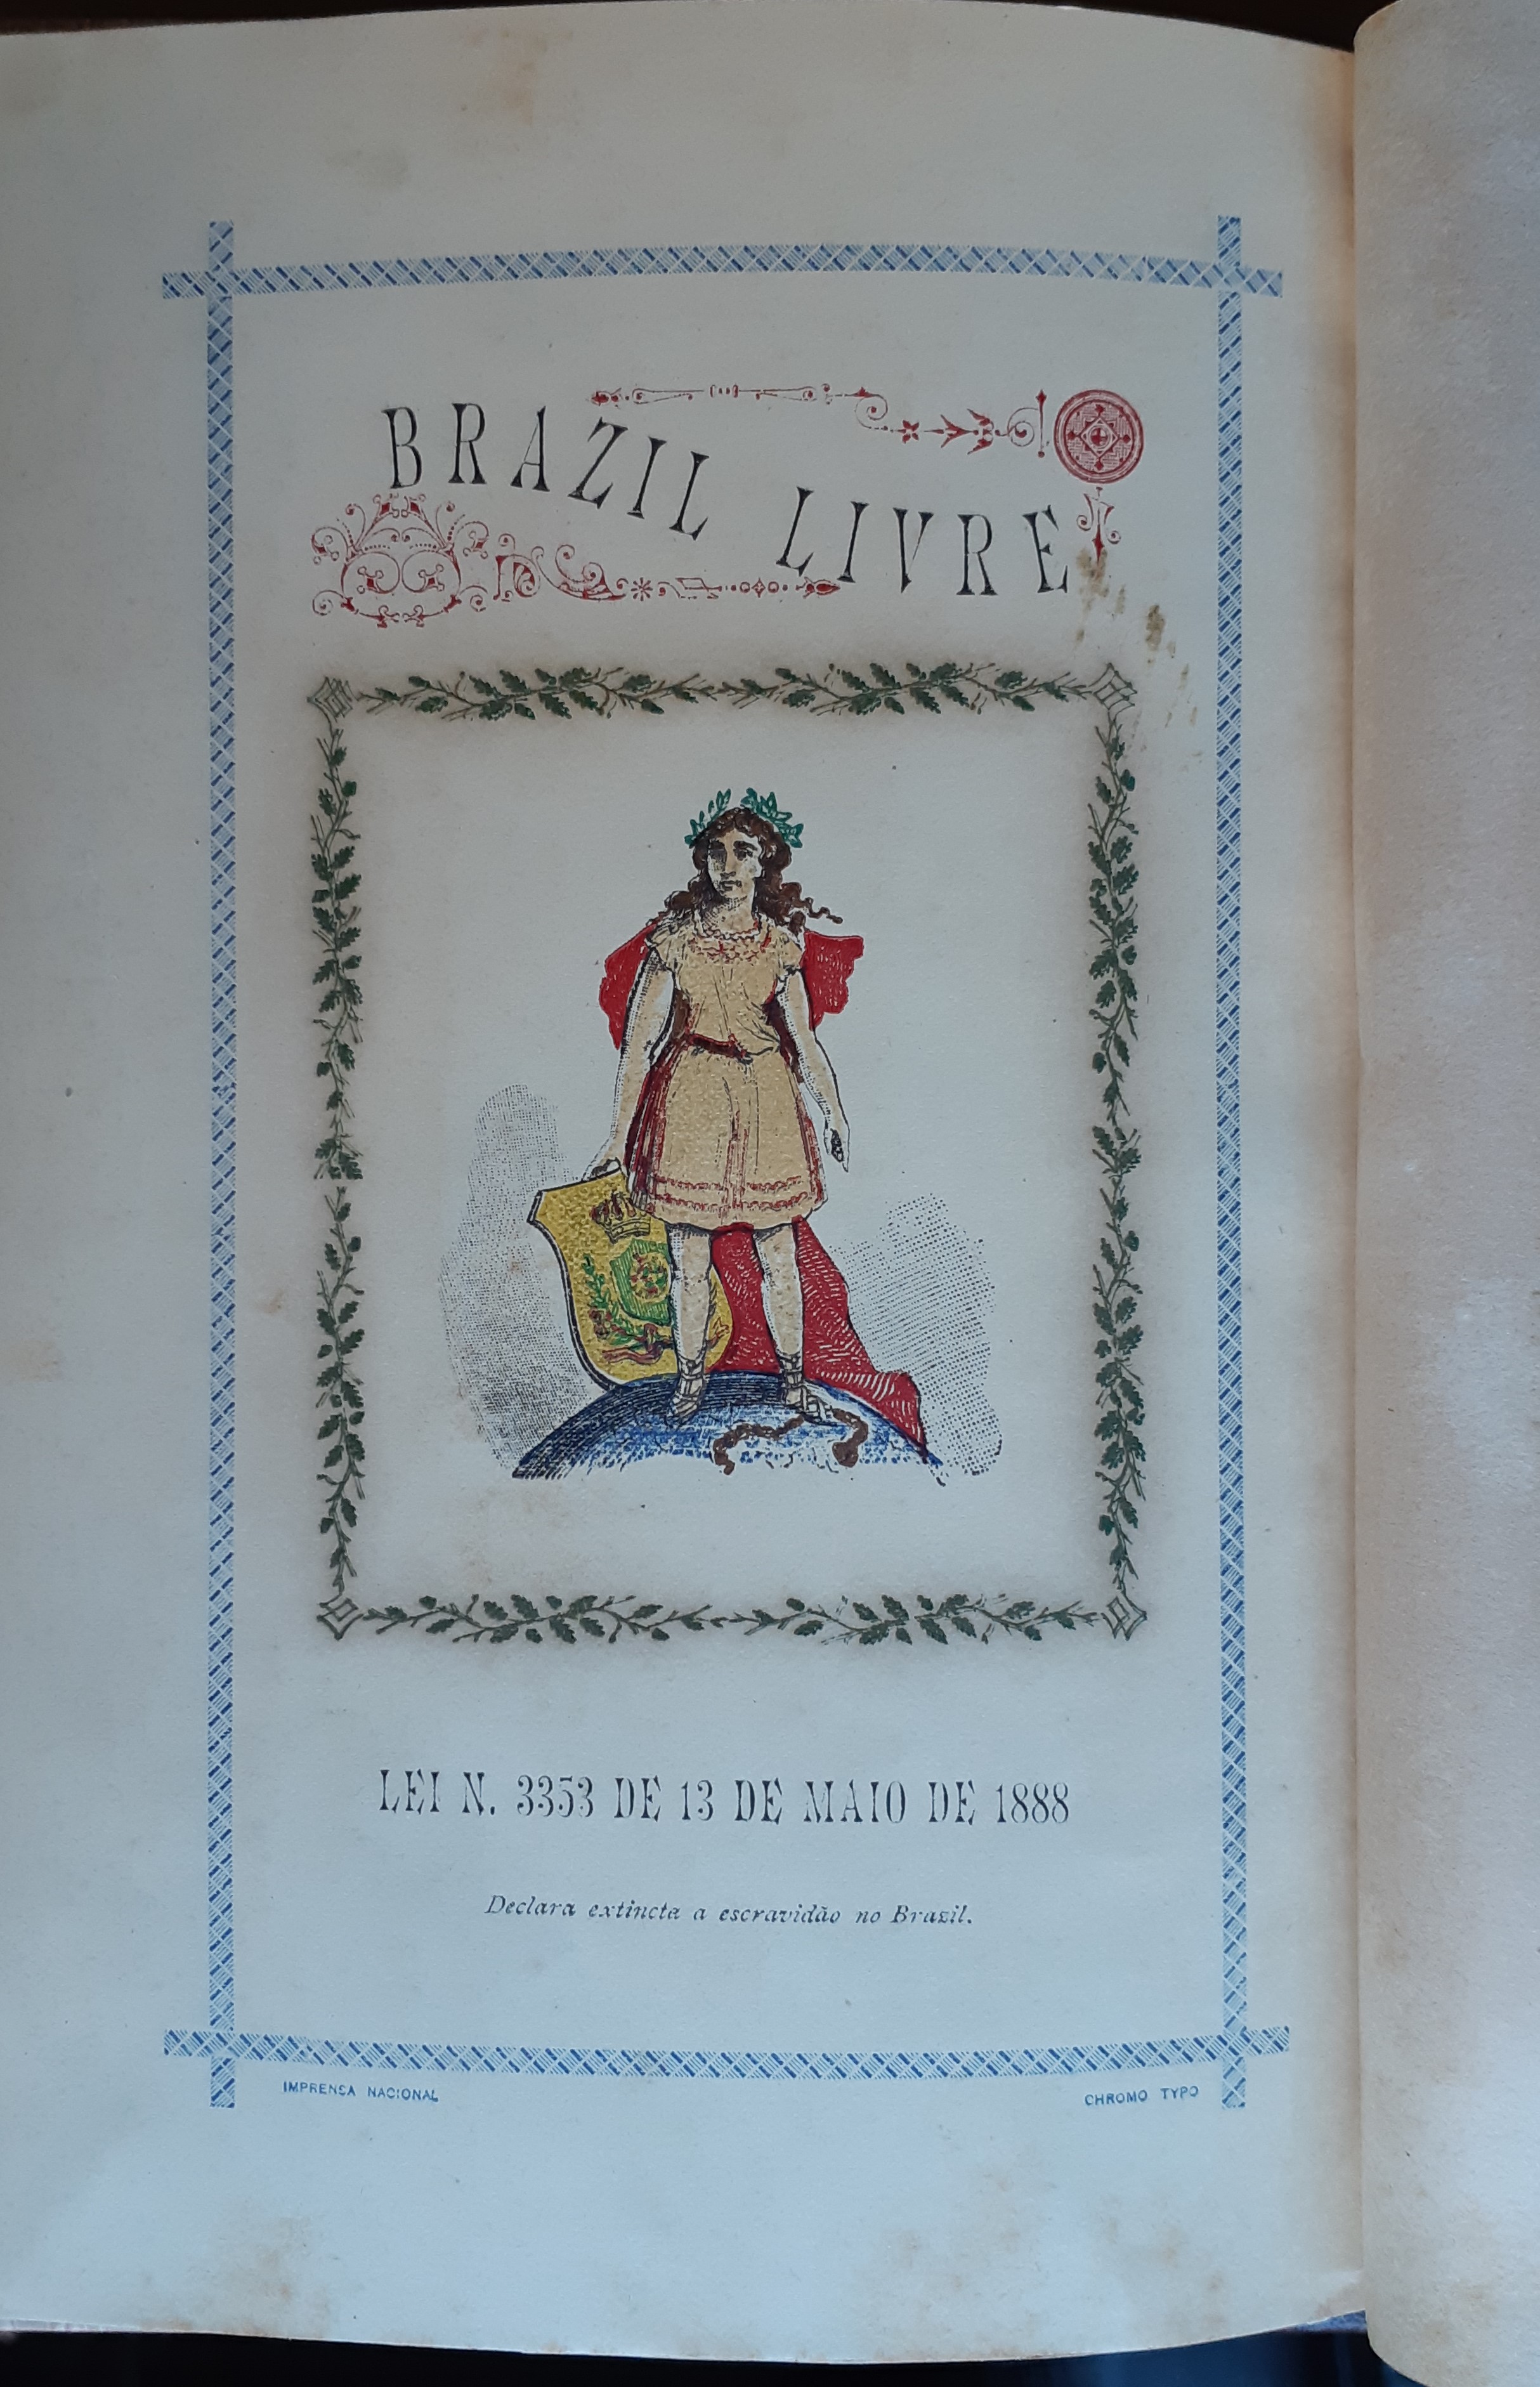 BRAZIL LIVRE
LEI N. 3353 DE 13 DE MAIO DE 1888
Declara extincta a escravidão no Brazil.
IMPRENSA NACIONAL
CHROMO TYPO